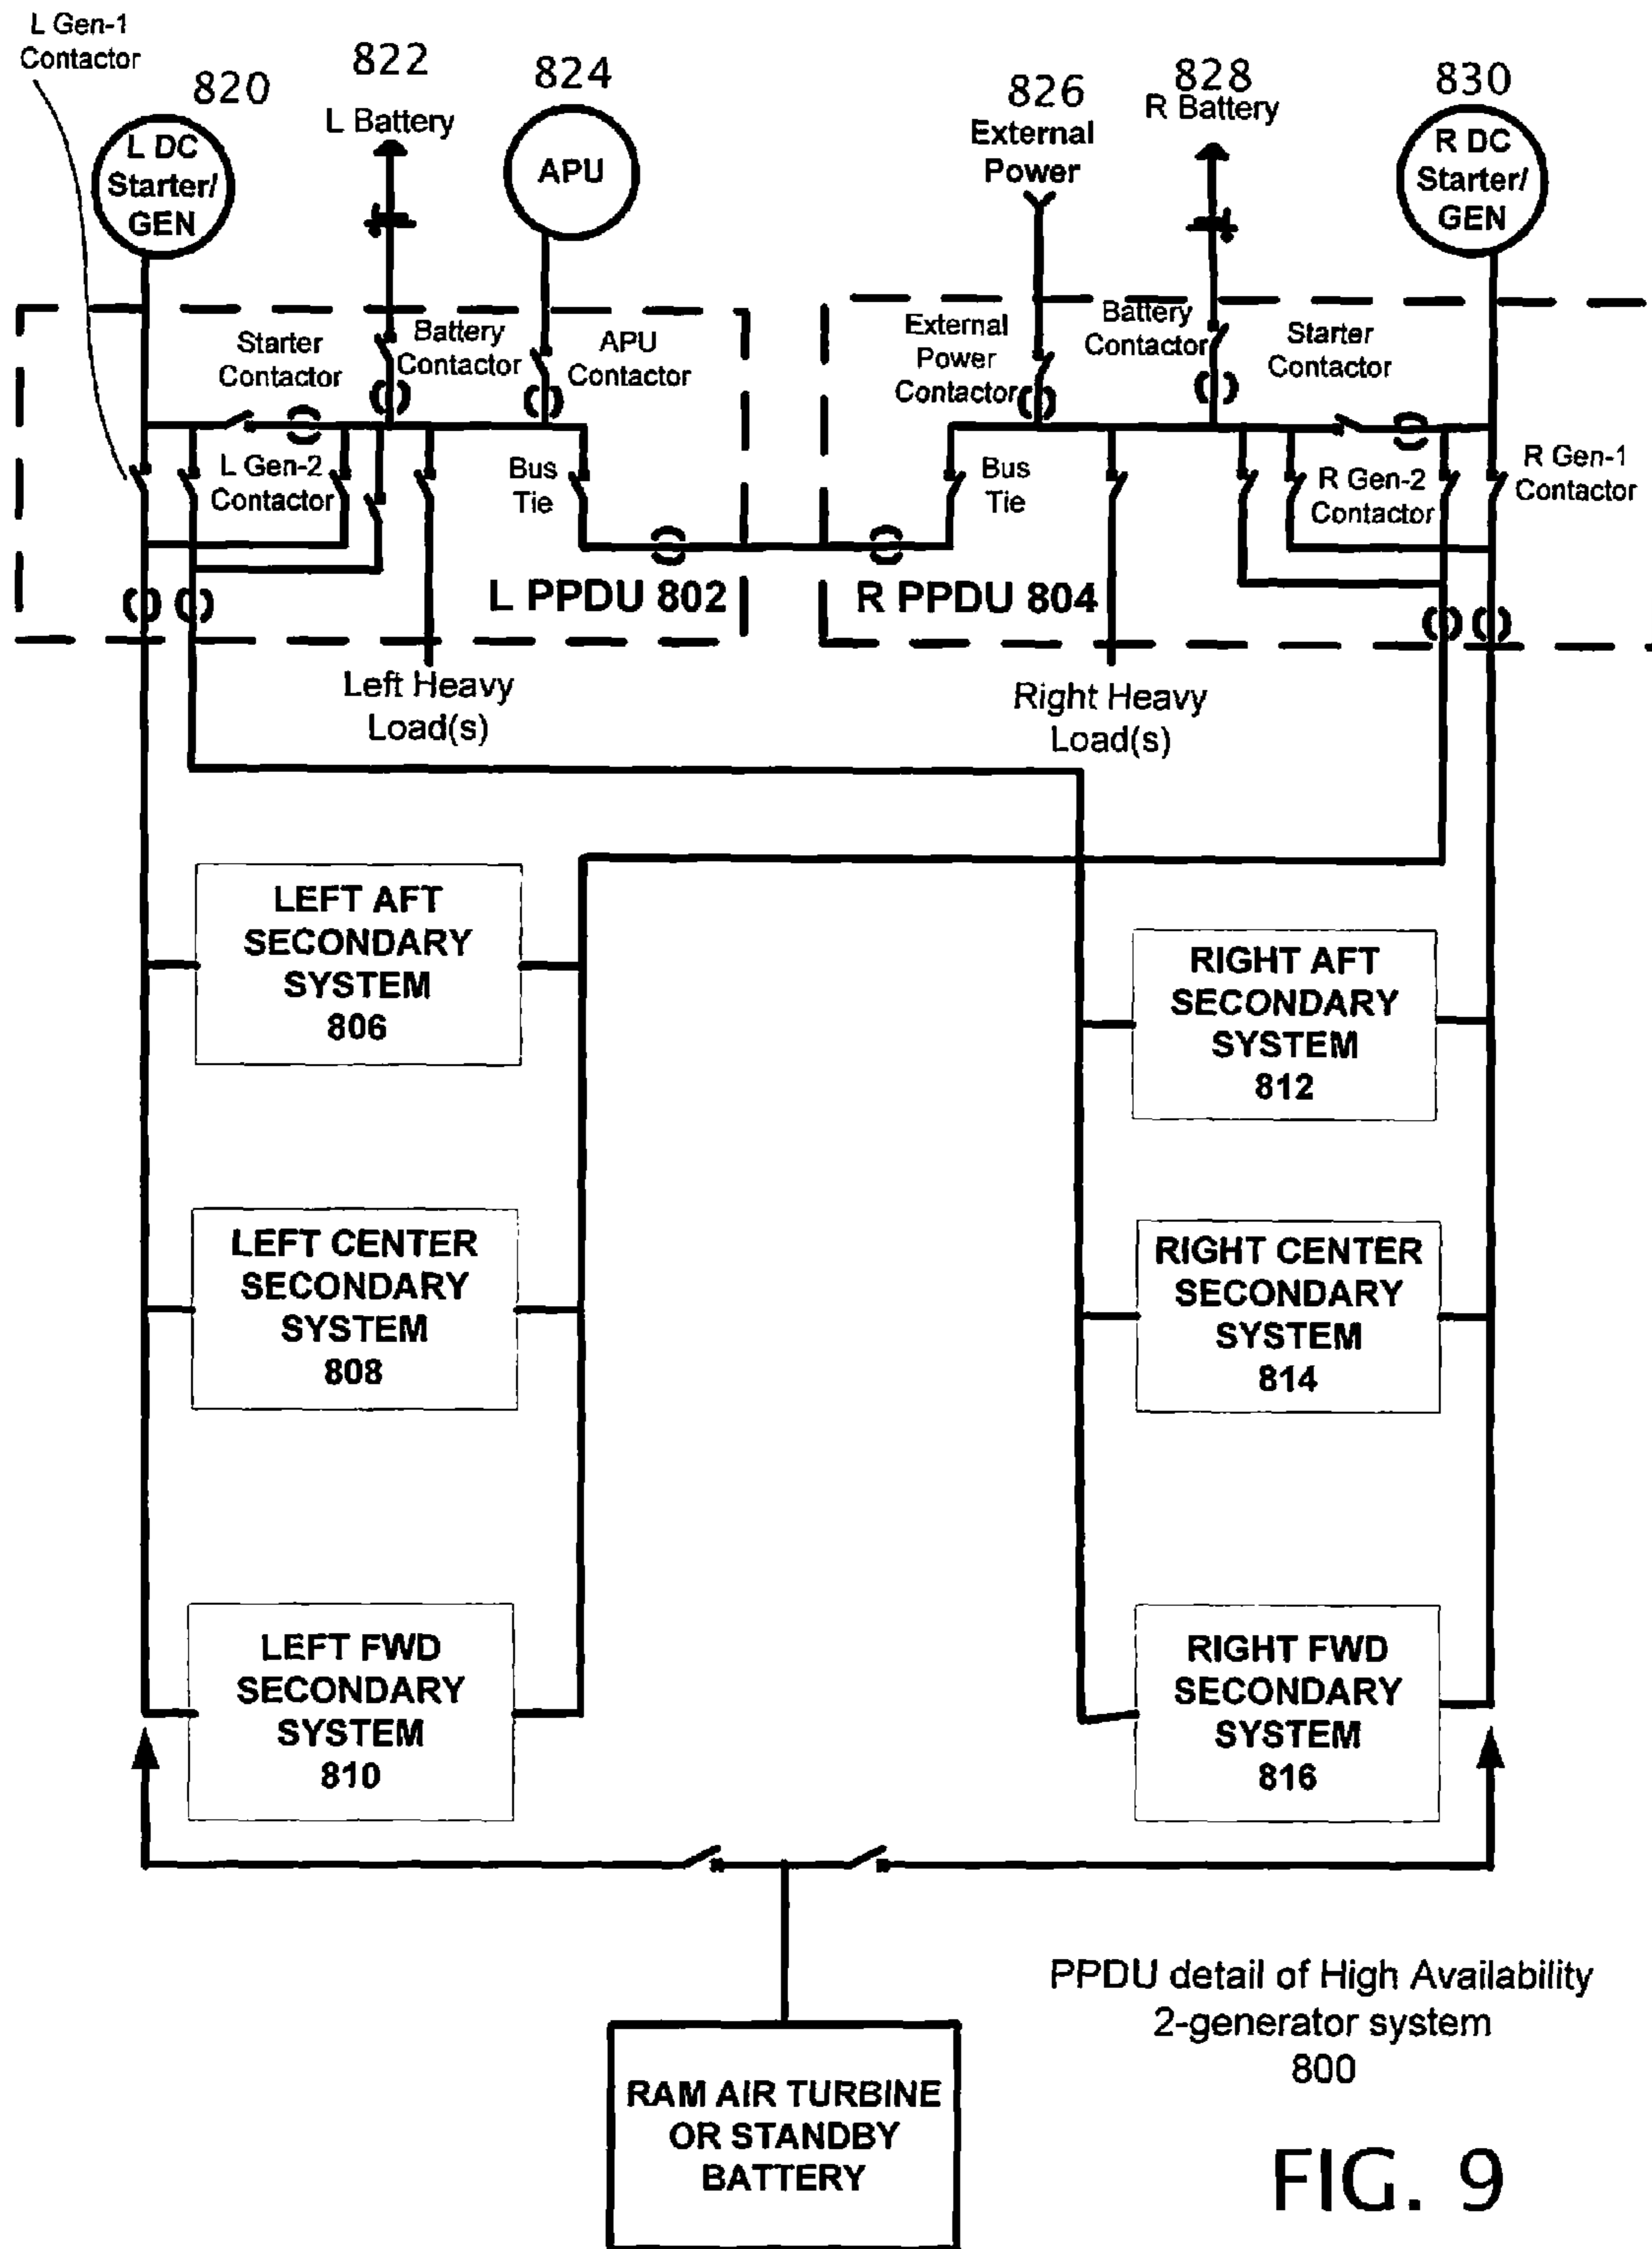 L Gen-1
Contactor
820
822
824
826
828
830
L DC
Starter/
GEN
L Battery
APU
External
Power
R Battery
R DC
Starter/
GEN
Starter
Contactor
Battery
Contactor
APU
Contactor
External
Power
Contactor
Battery
Contactor
Starter
Contactor
L Gen-2
Contactor
Bus
Tie
Bus
Tie
R Gen-2
Contactor
R Gen-1
Contactor
L PPDU 802
R PPDU 804
Left Heavy
Load(s)
Right Heavy
Load(s)
LEFT AFT
SECONDARY
SYSTEM
806
RIGHT AFT
SECONDARY
SYSTEM
812
LEFT CENTER
SECONDARY
SYSTEM
808
RIGHT CENTER
SECONDARY
SYSTEM
814
LEFT FWD
SECONDARY
SYSTEM
810
RIGHT FWD
SECONDARY
SYSTEM
816
PPDU detail of High Availability
2-generator system
800
RAM AIR TURBINE
OR STANDBY
BATTERY
FIG. 9